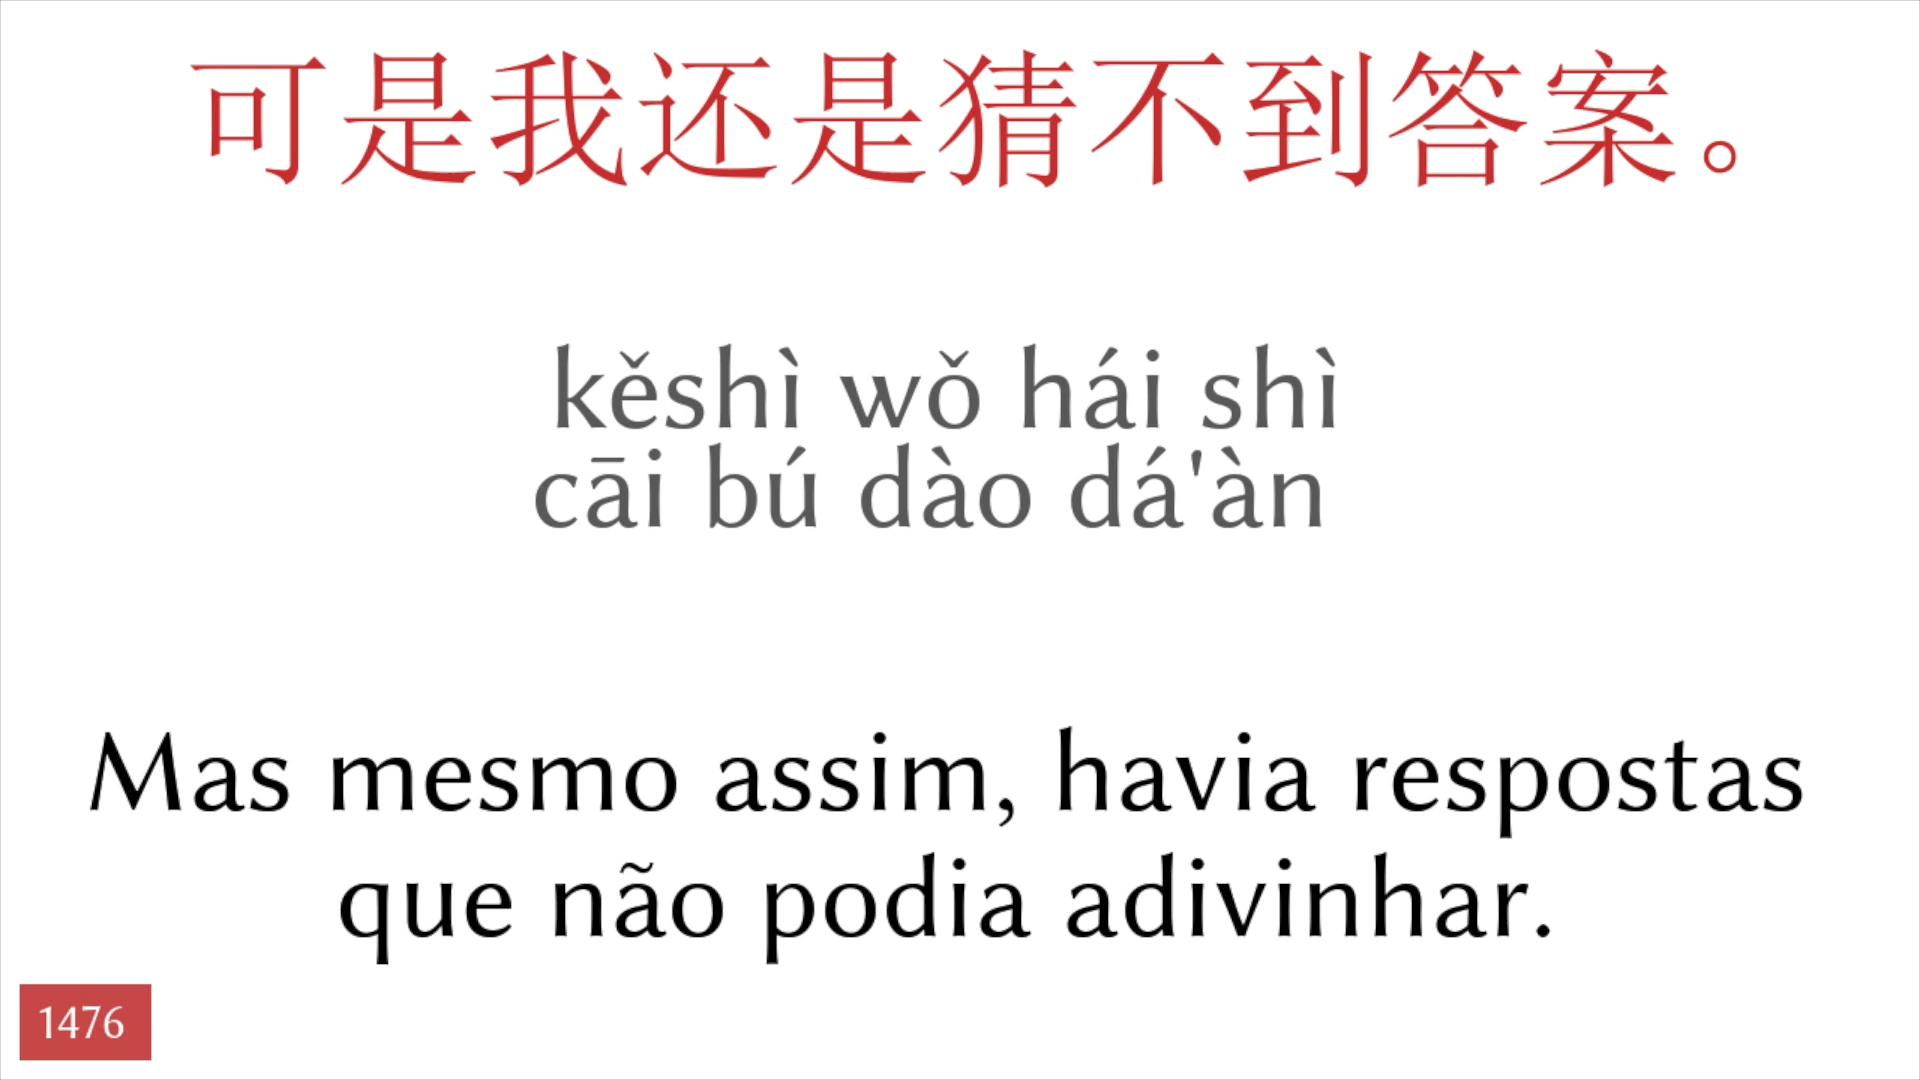 可是我还是猜不到答案。
kěshì wǒ hái shì
cāi bú dào dá'àn
Mas mesmo assim, havia respostas
que não podia adivinhar.
1476